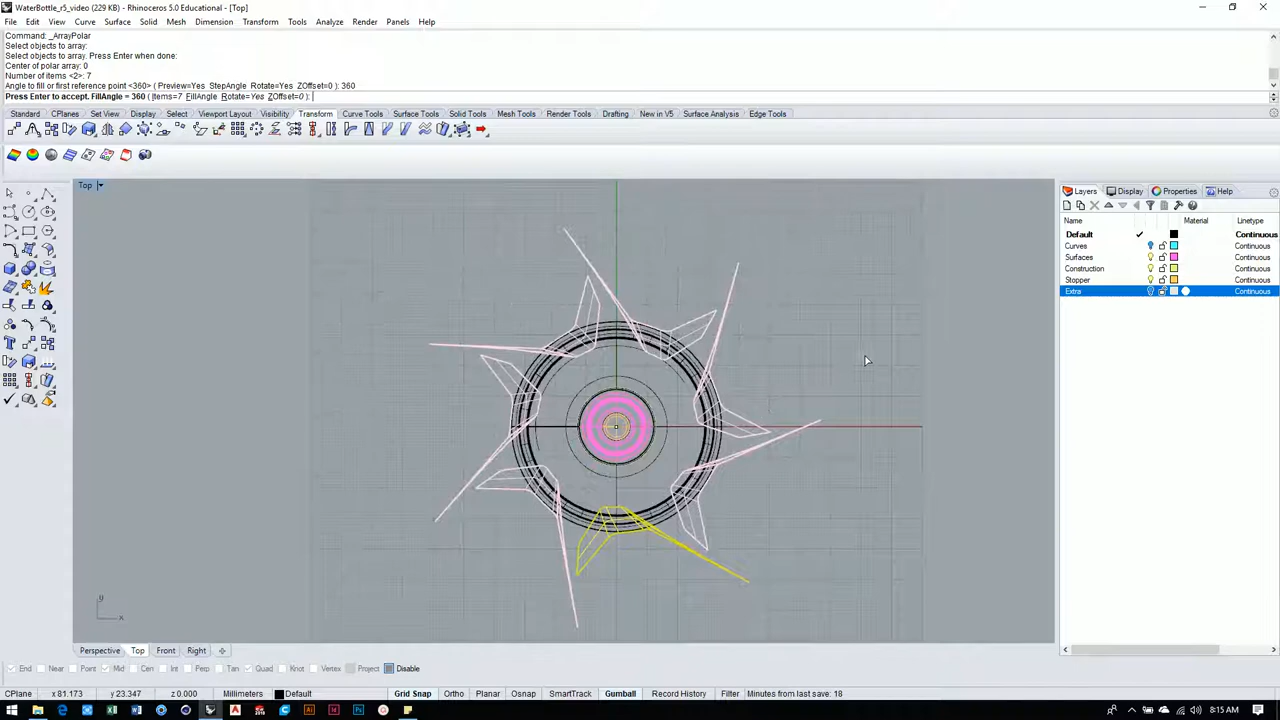 WaterBottle_r5_video (229 KB) - Rhinoceros 5.0 Educational - [Top]
File Edit View Curve Surface Solid Mesh Dimension Transform Tools Analyze Render Panels Help
Command: _ArrayPolar
Select objects to array:
Select objects to array. Press Enter when done:
Center of polar array: 0
Number of items <2>: 7
Angle to fill or first reference point <360> ( Preview=Yes StepAngle Rotate=Yes ZOffset=0 ): 360
Press Enter to accept. FillAngle = 360 ( Items=7 FillAngle Rotate=Yes ZOffset=0 ):
Standard CPlanes Set View Display Select Viewport Layout Visibility Transform Curve Tools Surface Tools Solid Tools Mesh Tools Render Tools Drafting New in V5 Surface Analysis Edge Tools
Top
Layers Display Properties Help
Name Material Linetype
Default Continuous
Curves Continuous
Surfaces Continuous
Construction Continuous
Stopper Continuous
Extra Continuous
y
x
Perspective Top Front Right
End Near Point Mid Cen Int Perp Tan Quad Knot Vertex Project Disable
CPlane x 81.173 y 23.347 z 0.000 Millimeters Default Grid Snap Ortho Planar Osnap SmartTrack Gumball Record History Filter Minutes from last save: 18
8:15 AM